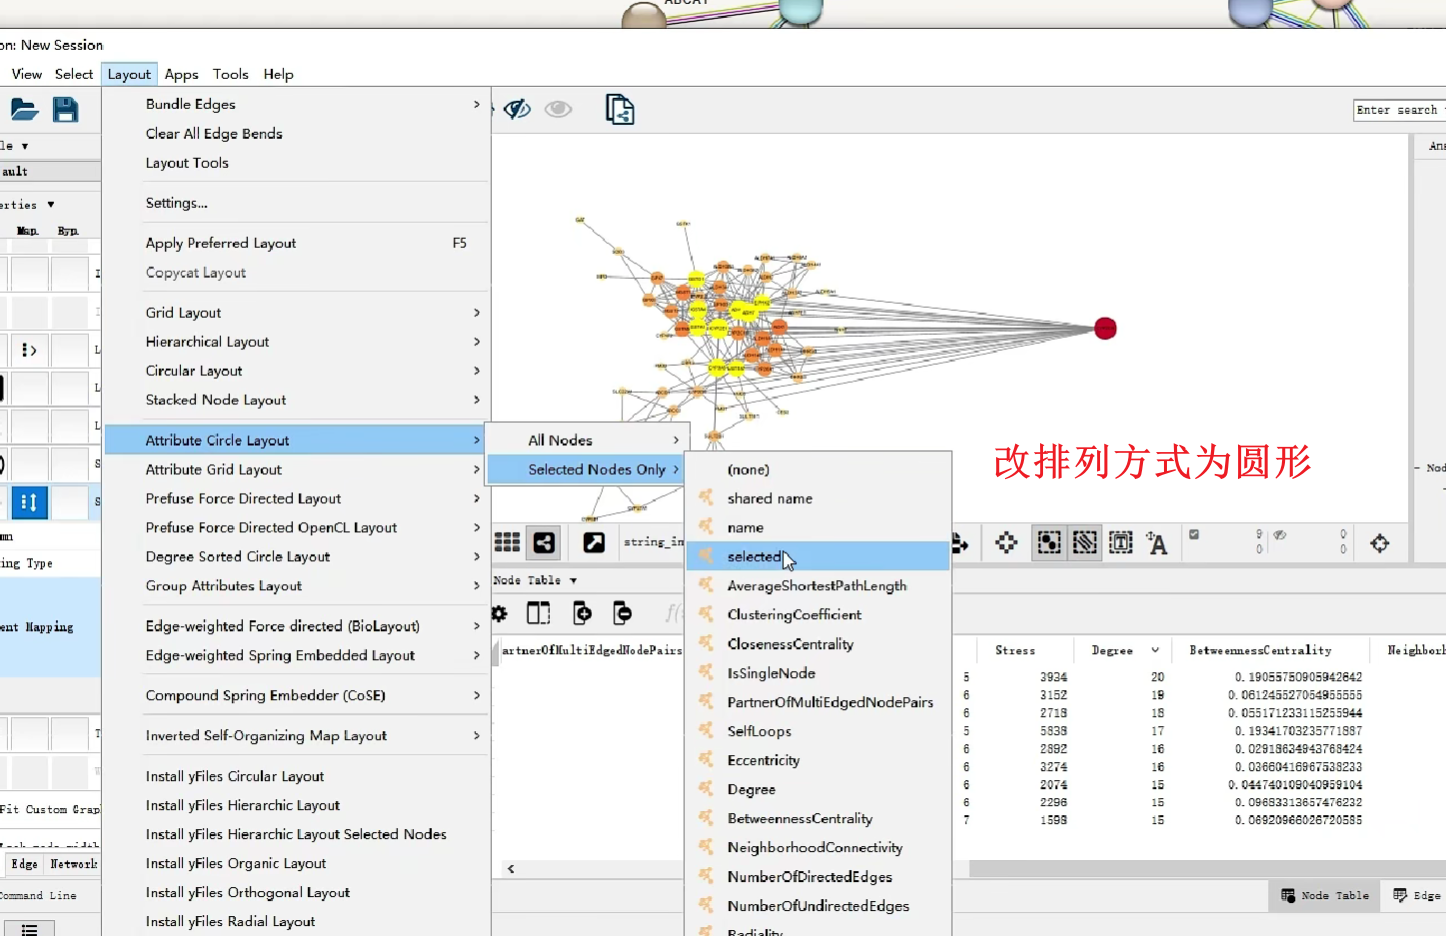 on: New Session
View Select Layout Apps Tools Help
Enter search
Bundle Edges
Clear All Edge Bends
Layout Tools
Settings...
Apply Preferred Layout F5
Copycat Layout
Grid Layout
Hierarchical Layout
Circular Layout
Stacked Node Layout
Attribute Circle Layout
Attribute Grid Layout
Prefuse Force Directed Layout
Prefuse Force Directed OpenCL Layout
Degree Sorted Circle Layout
Group Attributes Layout
Edge-weighted Force directed (BioLayout)
Edge-weighted Spring Embedded Layout
Compound Spring Embedder (CoSE)
Inverted Self-Organizing Map Layout
Install yFiles Circular Layout
Install yFiles Hierarchic Layout
Install yFiles Hierarchic Layout Selected Nodes
Install yFiles Organic Layout
Install yFiles Orthogonal Layout
Install yFiles Radial Layout
All Nodes
Selected Nodes Only
(none)
shared name
name
selected
AverageShortestPathLength
ClusteringCoefficient
ClosenessCentrality
IsSingleNode
PartnerOfMultiEdgedNodePairs
SelfLoops
Eccentricity
Degree
BetweennessCentrality
NeighborhoodConnectivity
NumberOfDirectedEdges
NumberOfUndirectedEdges
Radiality
改排列方式为圆形
string_in
Node Table
artnerOfMultiEdgedNodePairs Stress Degree BetweennessCentrality Neighborh
5 3934 20 0.19055750905942642
6 3152 19 0.061245527054955555
6 2718 18 0.055171233115255944
5 5838 17 0.19341703235771887
6 2892 16 0.02918634943768424
6 3274 16 0.03660416967538233
6 2074 15 0.044740109040959104
6 2296 15 0.09683313657476232
7 1598 15 0.06920966026720585
Node Table Edge
le
ault
erties
Map. Byp.
ing Type
ent Mapping
Fit Custom Grap
Edge Network
Command Line